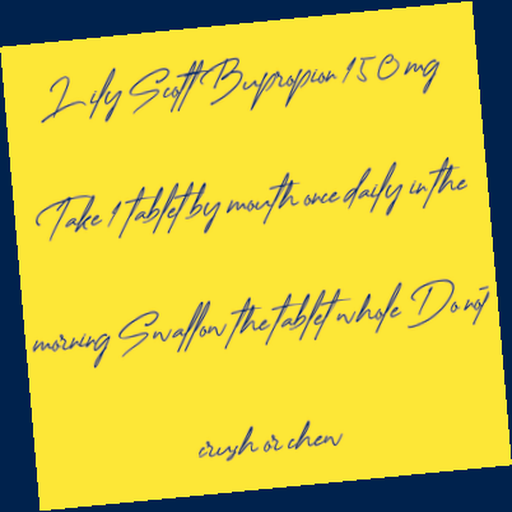 Lily Scott Bupropion 150 mg
Take 1 tablet by mouth once daily in the
morning Swallow the tablet whole Do not
crush or chew